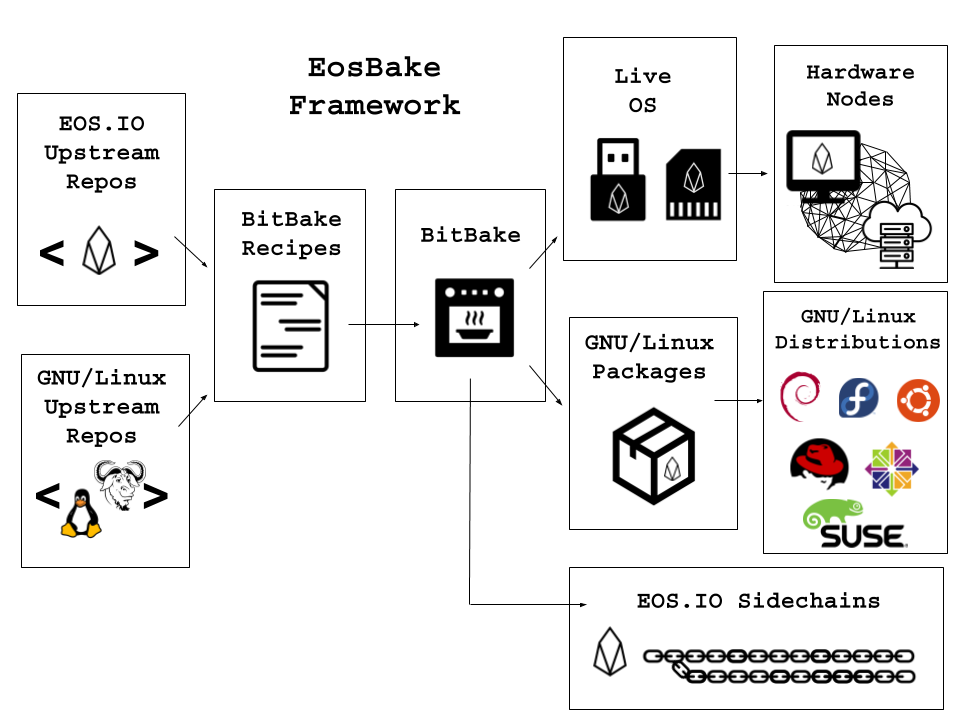 EosBake
Framework
EOS.IO
Upstream
Repos
< >
GNU/Linux
Upstream
Repos
< >
BitBake
Recipes
BitBake
Live
OS
Hardware
Nodes
GNU/Linux
Packages
GNU/Linux
Distributions
SUSE
EOS.IO Sidechains